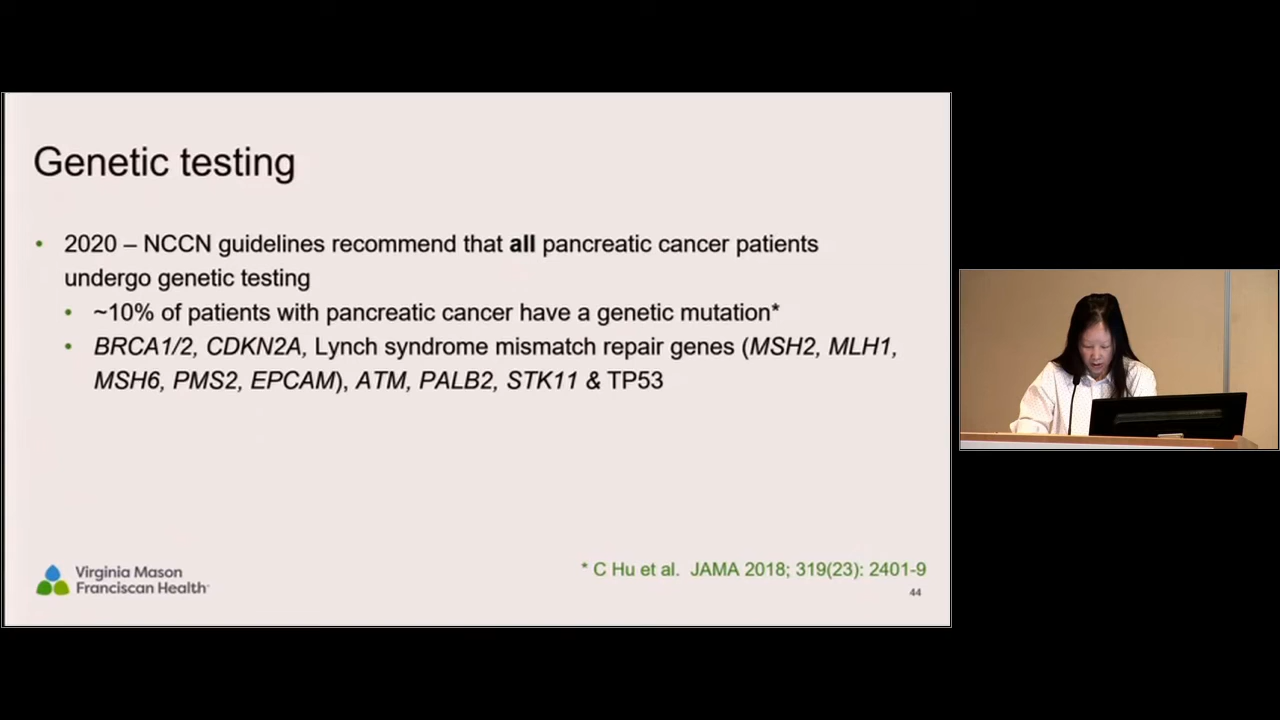 Genetic testing
• 2020 – NCCN guidelines recommend that all pancreatic cancer patients
undergo genetic testing
• ~10% of patients with pancreatic cancer have a genetic mutation*
• BRCA1/2, CDKN2A, Lynch syndrome mismatch repair genes (MSH2, MLH1,
MSH6, PMS2, EPCAM), ATM, PALB2, STK11 & TP53
Virginia Mason
Franciscan Health
* C Hu et al. JAMA 2018; 319(23): 2401-9
44